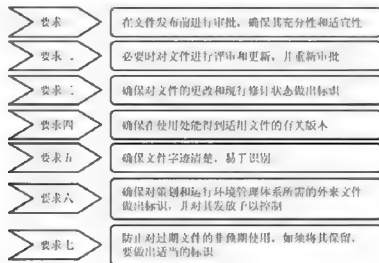 要求一
在文件发布前进行审批，确保其充分性和适宜性
要求二
必要时对文件进行评审和更新，并重新审批
要求三
确保对文件的更改和现行修订状态做出标识
要求四
确保在使用处能得到适用文件的有关版本
要求五
确保文件字迹清楚，易于识别
要求六
确保对策划和运行环境管理体系所需的外来文件
做出标识，并对其发放予以控制
要求七
防止对过期文件的非预期使用，如须将其保留，
要做出适当的标识